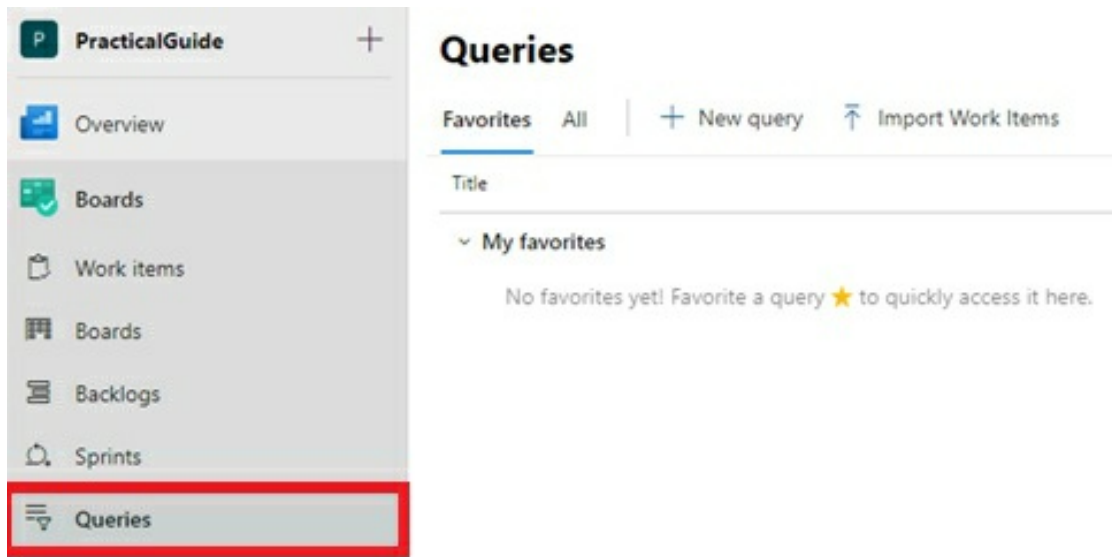 P PracticalGuide +
Overview
Boards
Work items
Boards
Backlogs
Sprints
Queries
Queries
Favorites All + New query Import Work Items
Title
My favorites
No favorites yet! Favorite a query ★ to quickly access it here.